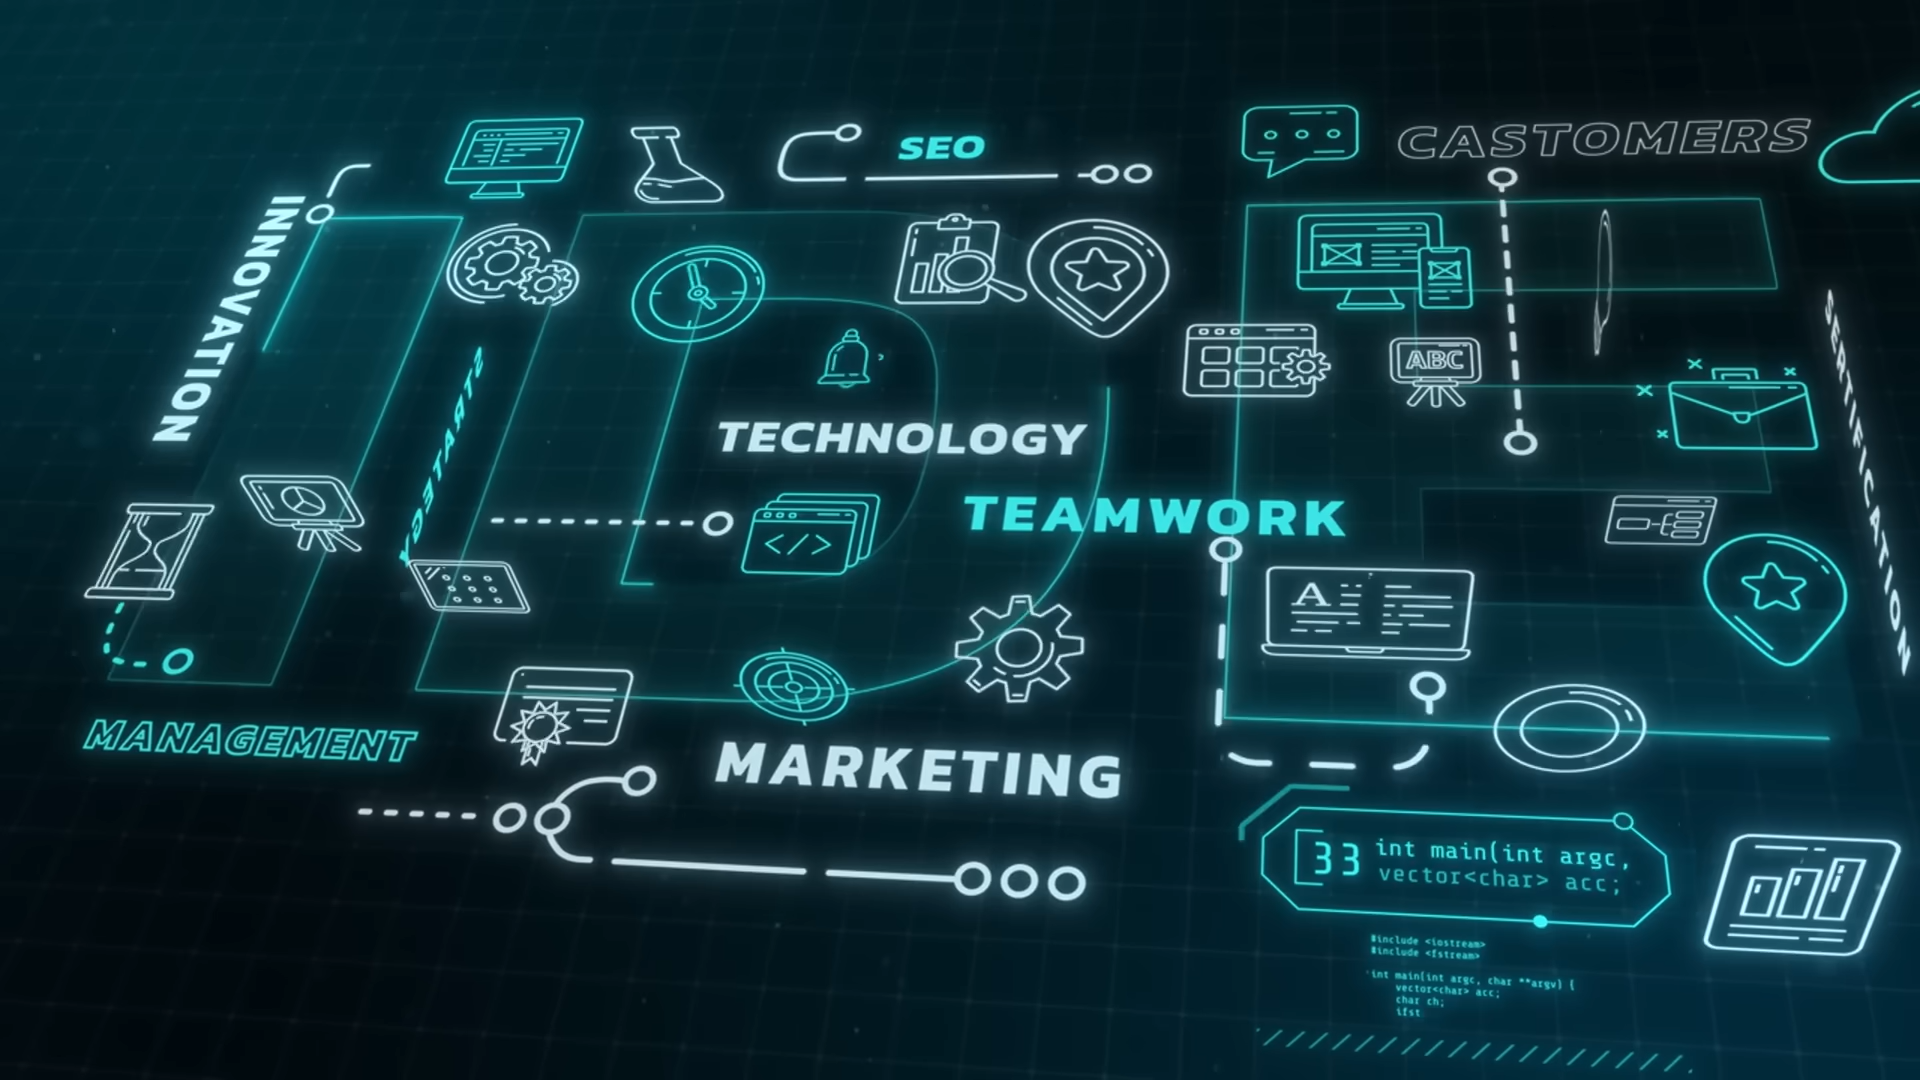 SEO
CASTOMERS
INNOVATION
STRATEGY
ABC
TECHNOLOGY
TEAMWORK
</>
A
SERTIFICATION
MANAGEMENT
MARKETING
33
int main(int argc,
vector<char> acc;
#include <iostream>
#include <fstream>
int main(int argc, char **argv) {
vector<char> acc;
char ch;
ifst